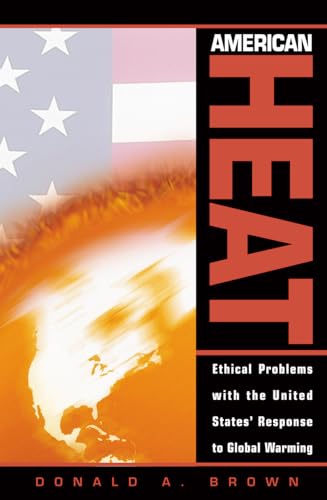 AMERICAN
HEAT
Ethical Problems
with the United
States' Response
to Global Warming
DONALD A. BROWN